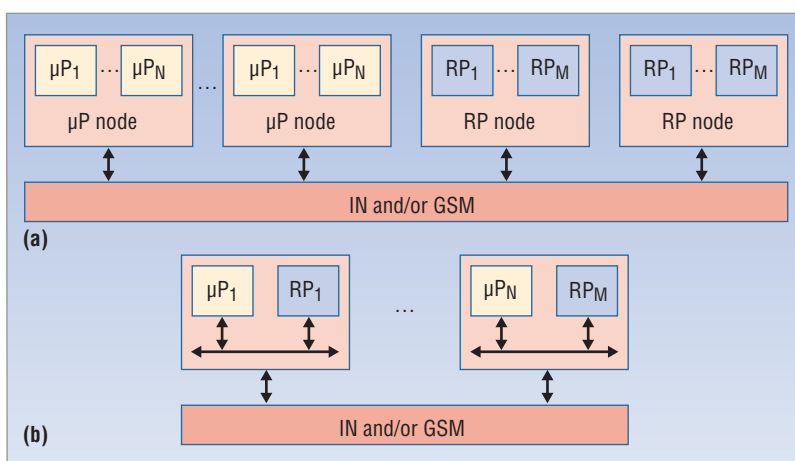 µP1 ... µPN ... µP1 ... µPN RP1 ... RPM RP1 ... RPM
µP node µP node RP node RP node
IN and/or GSM
(a)
µP1 RP1 ... µPN RPM
IN and/or GSM
(b)